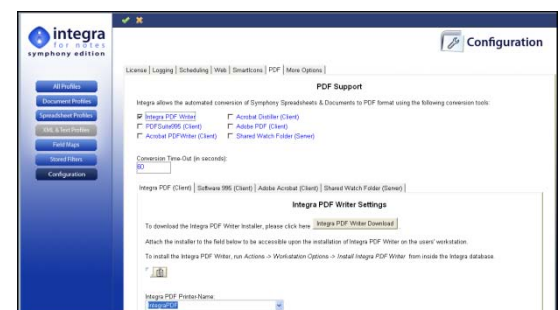 integra
for notes
symphony edition
Configuration
License | Logging | Scheduling | Web | SmartIcons | PDF | More Options |
All Profiles
Document Profiles
Spreadsheet Profiles
XML & Text Profiles
Field Maps
Stored Filters
Configuration
PDF Support
Integra allows the automated conversion of Symphony Spreadsheets & Documents to PDF format using the following conversion tools:
Integra PDF Writer
Acrobat Distiller (Client)
PDFSuite995 (Client)
Adobe PDF (Client)
Acrobat PDFWriter (Client)
Shared Watch Folder (Server)
Conversion Time-Out (in seconds):
60
Integra PDF (Client) | Software 995 (Client) | Adobe Acrobat (Client) | Shared Watch Folder (Server) |
Integra PDF Writer Settings
To download the Integra PDF Writer Installer, please click here Integra PDF Writer Download
Attach the installer to the field below to be accessible upon the installation of Integra PDF Writer on the users' workstation.
To install the Integra PDF Writer, run Actions -> Workstation Options -> Install Integra PDF Writer from inside the Integra database.
Integra PDF Printer Name:
IntegraPDF